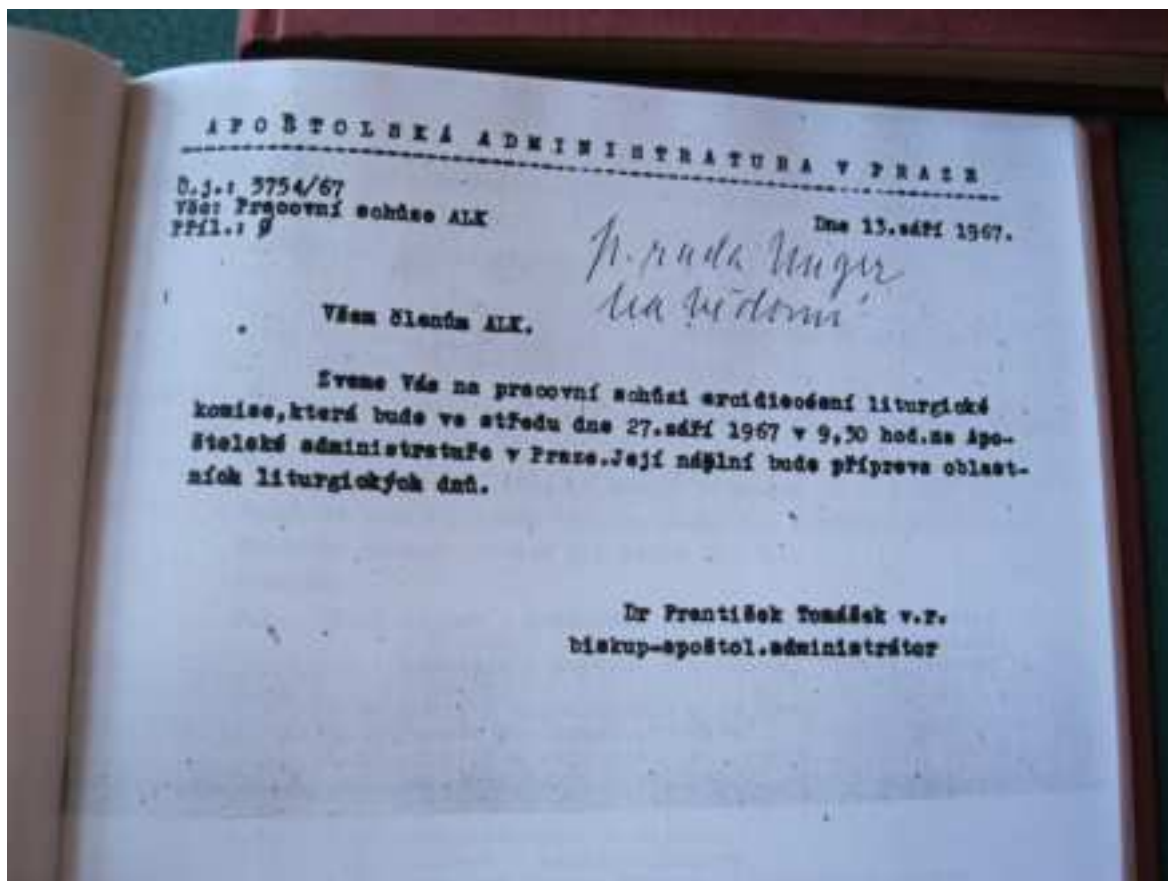 APOŠTOLSKÁ ADMINISTRATURA V PRAZE
Č.j.: 3754/67
Věc: Pracovní schůze ALK
Příl.: Ø
Dne 13.září 1967.
p. rada Unger
na vědomí
Všem členům ALK.
Zveme Vás na pracovní schůzi arcidiecésní liturgické
komise,která bude ve středu dne 27.září 1967 v 9,30 hod.na Apo-
štolské administratuře v Praze.Její náplní bude příprava oblast-
ních liturgických dnů.
Dr František Tomášek v.r.
biskup-apoštol.administrátor